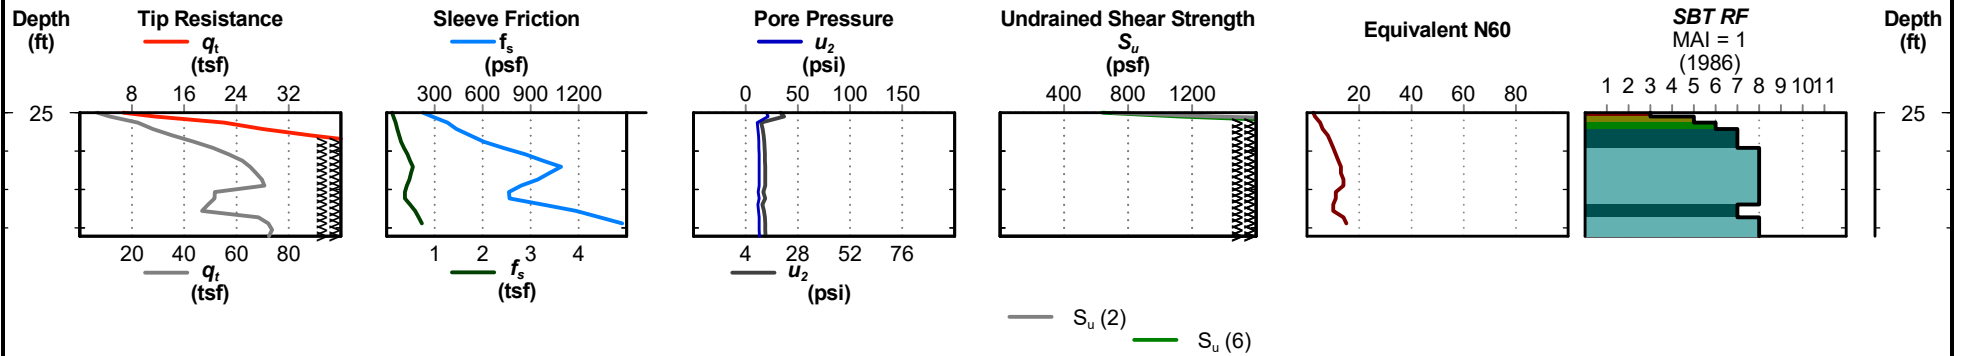 Depth
(ft)
Tip Resistance
qt
(tsf)
Sleeve Friction
fs
(psf)
Pore Pressure
u2
(psi)
Undrained Shear Strength
Su
(psf)
Equivalent N60
SBT RF
MAI = 1
(1986)
Depth
(ft)
8 16 24 32
300 600 900 1200
0 50 100 150
400 800 1200
20 40 60 80
1 2 3 4 5 6 7 8 9 10 11
25
25
20 40 60 80
1 2 3 4
4 28 52 76
qt
(tsf)
fs
(tsf)
u2
(psi)
Su (2)
Su (6)